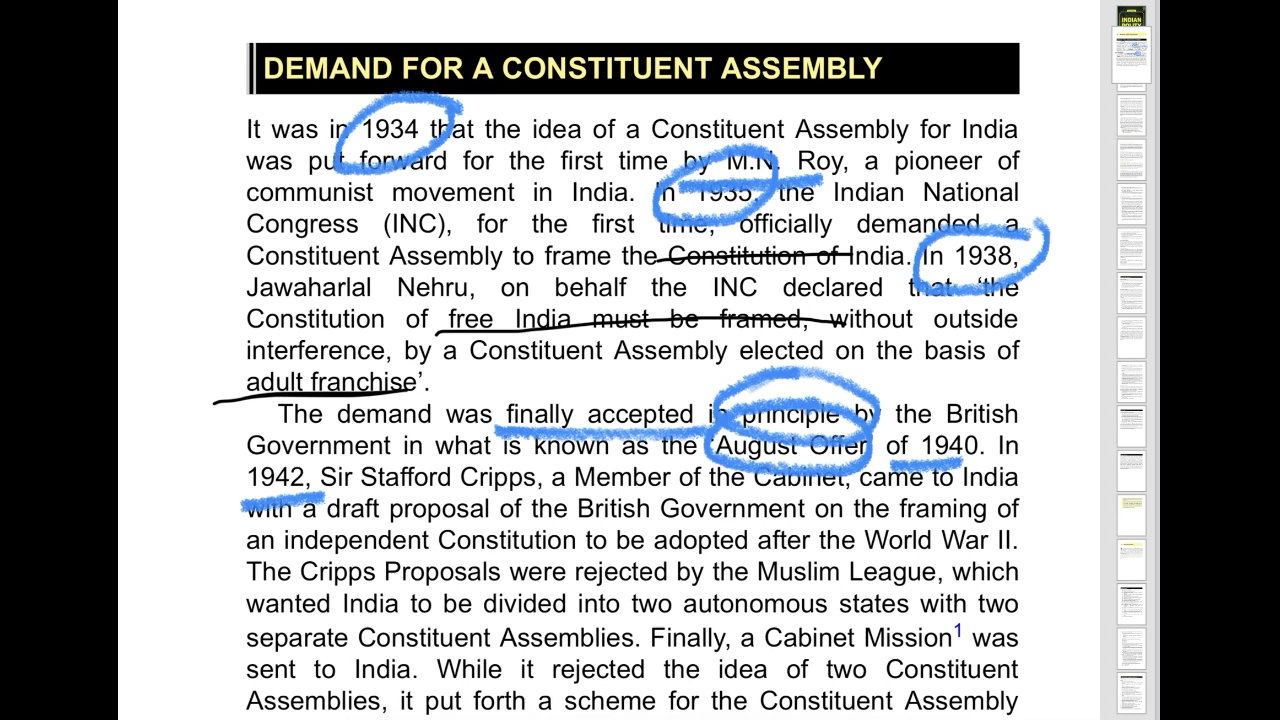 DEMAND FOR A CONSTITUENT ASSEMBLY
It was in 1934 that the idea of a Constituent Assembly for India
was put forward for the first time by M.N. Roy, a pioneer of
communist movement in India. In 1935, the Indian National
Congress (INC), for the first time, officially demanded a
Constituent Assembly to frame the Constitution of India. In 1938,
Jawaharlal Nehru, on behalf the INC declared that ‘the
Constitution of free India must be framed, without outside
interference, by a Constituent Assembly elected on the basis of
adult franchise’.
The demand was finally accepted in principle by the British
Government in what is known as the ‘August Offer’ of 1940. In
1942, Sir Stafford Cripps, a Member of the Cabinet, came to India
with a draft proposal of the British Government on the framing of
an independent Constitution to be adopted after the World War II.
The Cripps Proposals were rejected by the Muslim League, which
wanted India to be divided into two autonomous states with two
separate Constituent Assemblies. Finally, a Cabinet Mission1 was
sent to India. While it rejected the idea of two Constituent
Assemblies, it put forth a scheme for the Constituent Assembly
INDIAN
POLITY